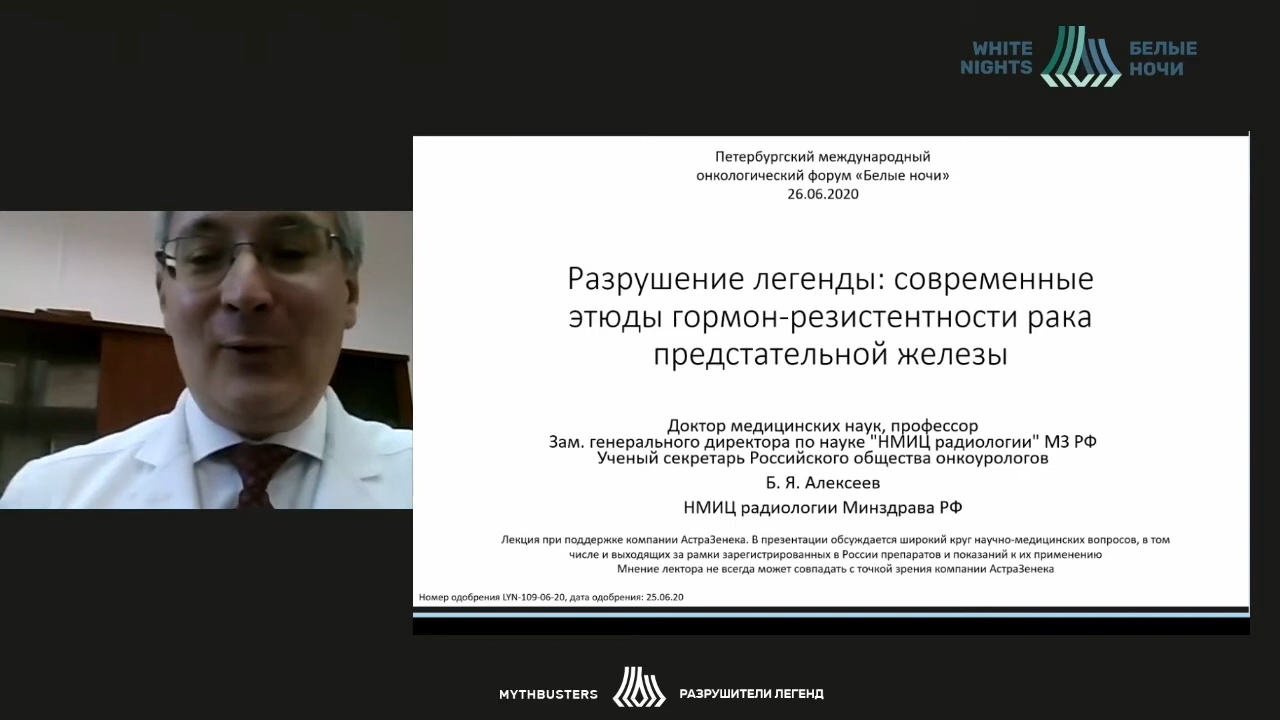 WHITE
NIGHTS
БЕЛЫЕ
НОЧИ
Петербургский международный
онкологический форум «Белые ночи»
26.06.2020
Разрушение легенды: современные
этюды гормон-резистентности рака
предстательной железы
Доктор медицинских наук, профессор
Зам. генерального директора по науке "НМИЦ радиологии" МЗ РФ
Ученый секретарь Российского общества онкоурологов
Б. Я. Алексеев
НМИЦ радиологии Минздрава РФ
Лекция при поддержке компании АстраЗенека. В презентации обсуждается широкий круг научно-медицинских вопросов, в том
числе и выходящих за рамки зарегистрированных в России препаратов и показаний к их применению
Мнение лектора не всегда может совпадать с точкой зрения компании АстраЗенека
Номер одобрения LYN-109-06-20, дата одобрения: 25.06.20
MYTHBUSTERS
РАЗРУШИТЕЛИ ЛЕГЕНД